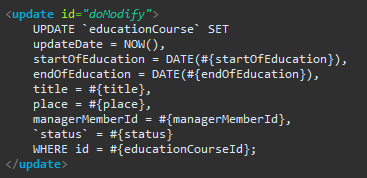 <update id="doModify">
UPDATE `educationCourse` SET
updateDate = NOW(),
startOfEducation = DATE(#{startOfEducation}),
endOfEducation = DATE(#{endOfEducation}),
title = #{title},
place = #{place},
managerMemberId = #{managerMemberId},
`status` = #{status}
WHERE id = #{educationCourseId};
</update>